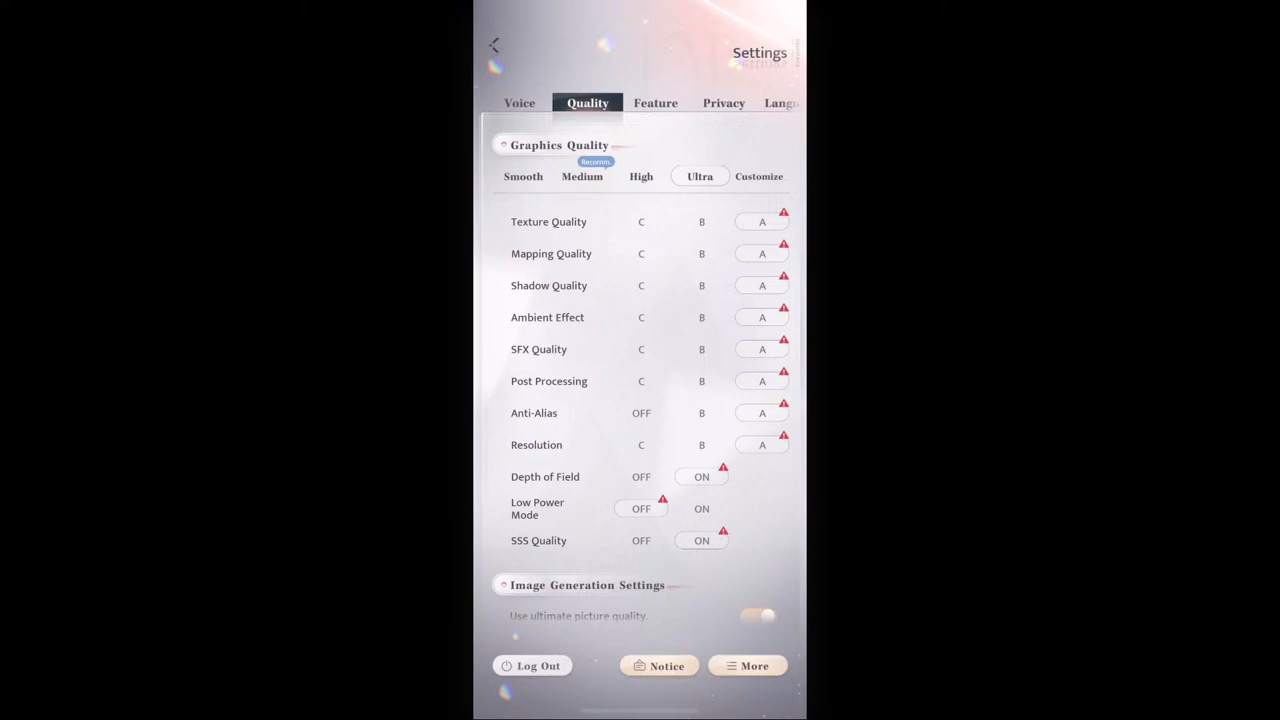 Settings
Voice Quality Feature Privacy
Graphics Quality
Recomm.
Smooth Medium High Ultra Customize
Texture Quality C B A
Mapping Quality C B A
Shadow Quality C B A
Ambient Effect C B A
SFX Quality C B A
Post Processing C B A
Anti-Alias OFF B A
Resolution C B A
Depth of Field OFF ON
Low Power
Mode OFF ON
SSS Quality OFF ON
Image Generation Settings
Use ultimate picture quality.
Log Out Notice More